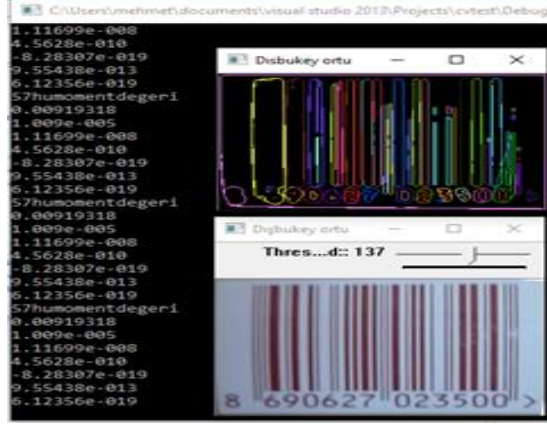 C:\Users\mehmet\documents\visual studio 2013\Projects\cvtest\Debug
1.11699e-008
4.5628e-010
-8.28307e-019
9.55438e-013
6.12356e-019
57humomentdegeri
0.00919318
1.009e-005
1.11699e-008
4.5628e-010
-8.28307e-019
9.55438e-013
6.12356e-019
57humomentdegeri
0.00919318
1.009e-005
1.11699e-008
4.5628e-010
-8.28307e-019
9.55438e-013
6.12356e-019
57humomentdegeri
0.00919318
1.009e-005
1.11699e-008
4.5628e-010
-8.28307e-019
9.55438e-013
6.12356e-019
Disbukey ortu
Disbukey ortu
Thres...d:: 137
8 690627 023500 >